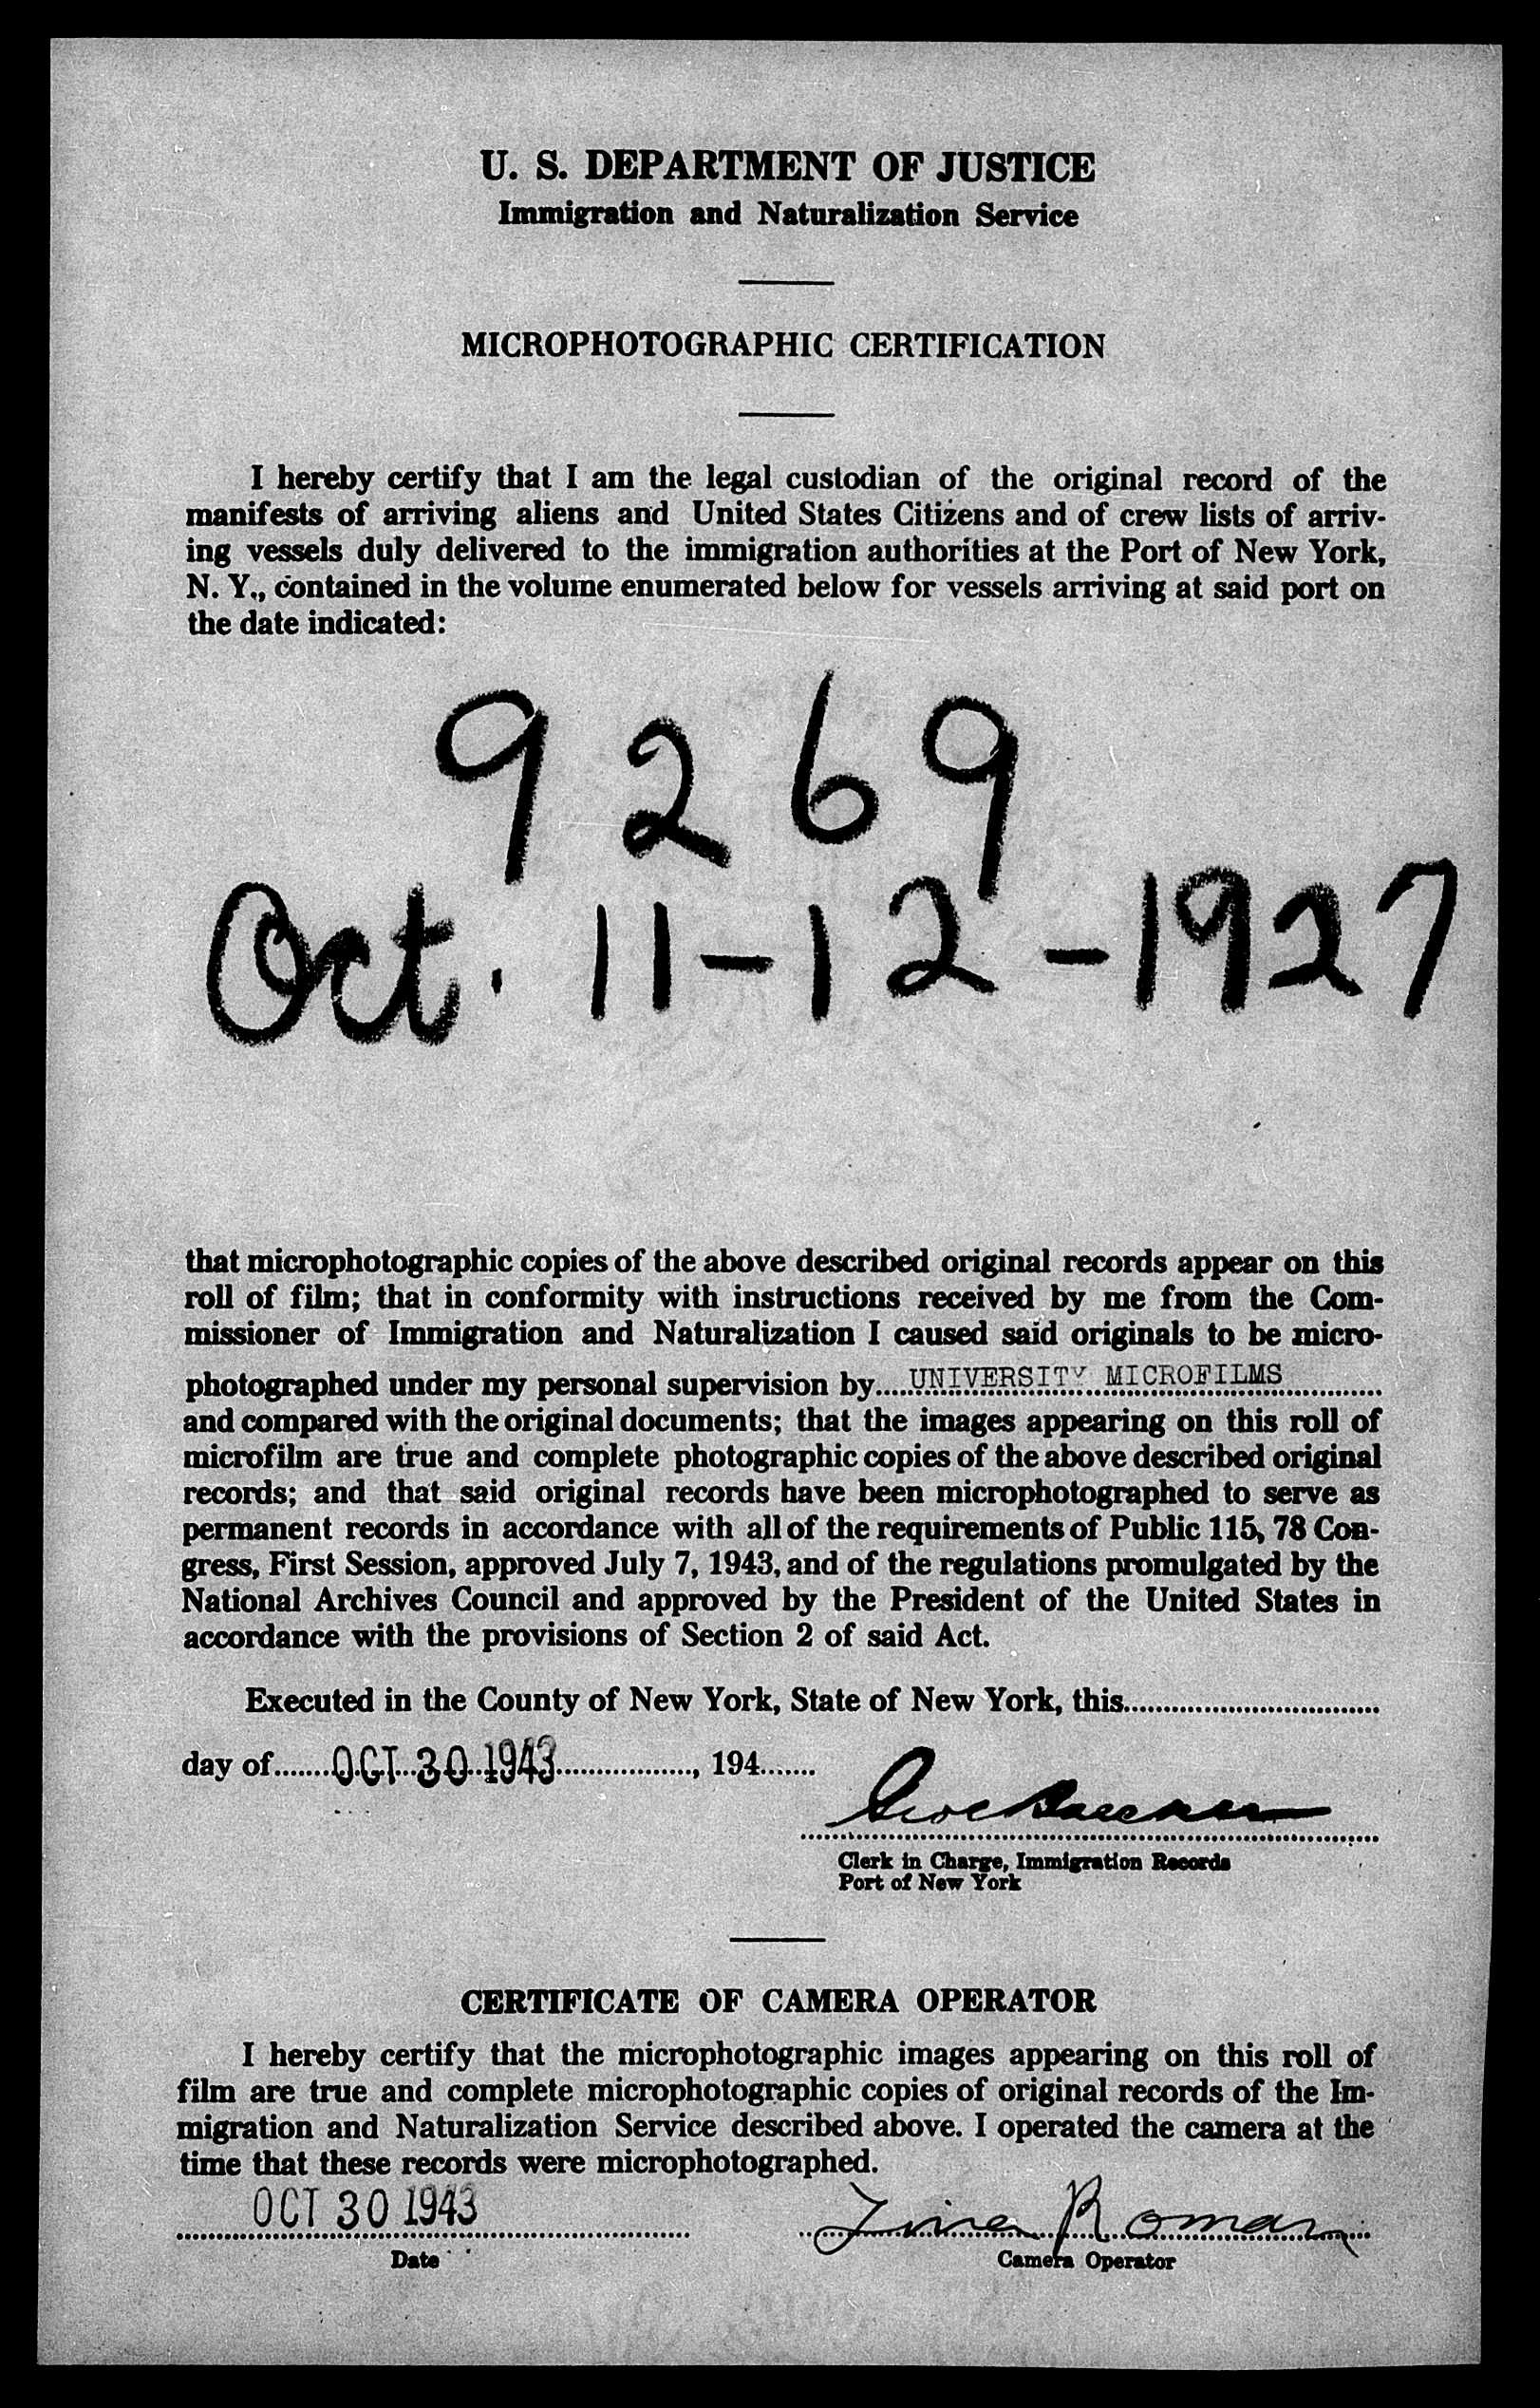 U. S. DEPARTMENT OF JUSTICE
Immigration and Naturalization Service
MICROPHOTOGRAPHIC CERTIFICATION
I hereby certify that I am the legal custodian of the original record of the
manifests of arriving aliens and United States Citizens and of crew lists of arriv-
ing vessels duly delivered to the immigration authorities at the Port of New York,
N. Y., contained in the volume enumerated below for vessels arriving at said port on
the date indicated:
9269
Oct. 11-12-1927
that microphotographic copies of the above described original records appear on this
roll of film; that in conformity with instructions received by me from the Com-
missioner of Immigration and Naturalization I caused said originals to be micro-
photographed under my personal supervision by.....UNIVERSITY MICROFILMS
and compared with the original documents; that the images appearing on this roll of
microfilm are true and complete photographic copies of the above described original
records; and that said original records have been microphotographed to serve as
permanent records in accordance with all of the requirements of Public 115, 78 Con-
gress, First Session, approved July 7, 1943, and of the regulations promulgated by the
National Archives Council and approved by the President of the United States in
accordance with the provisions of Section 2 of said Act.
Executed in the County of New York, State of New York, this
day of OCT 30 1943, 194
Clerk in Charge, Immigration Records
Port of New York
CERTIFICATE OF CAMERA OPERATOR
I hereby certify that the microphotographic images appearing on this roll of
film are true and complete microphotographic copies of original records of the Im-
migration and Naturalization Service described above. I operated the camera at the
time that these records were microphotographed.
OCT 30 1943 Roman
Date Camera Operator